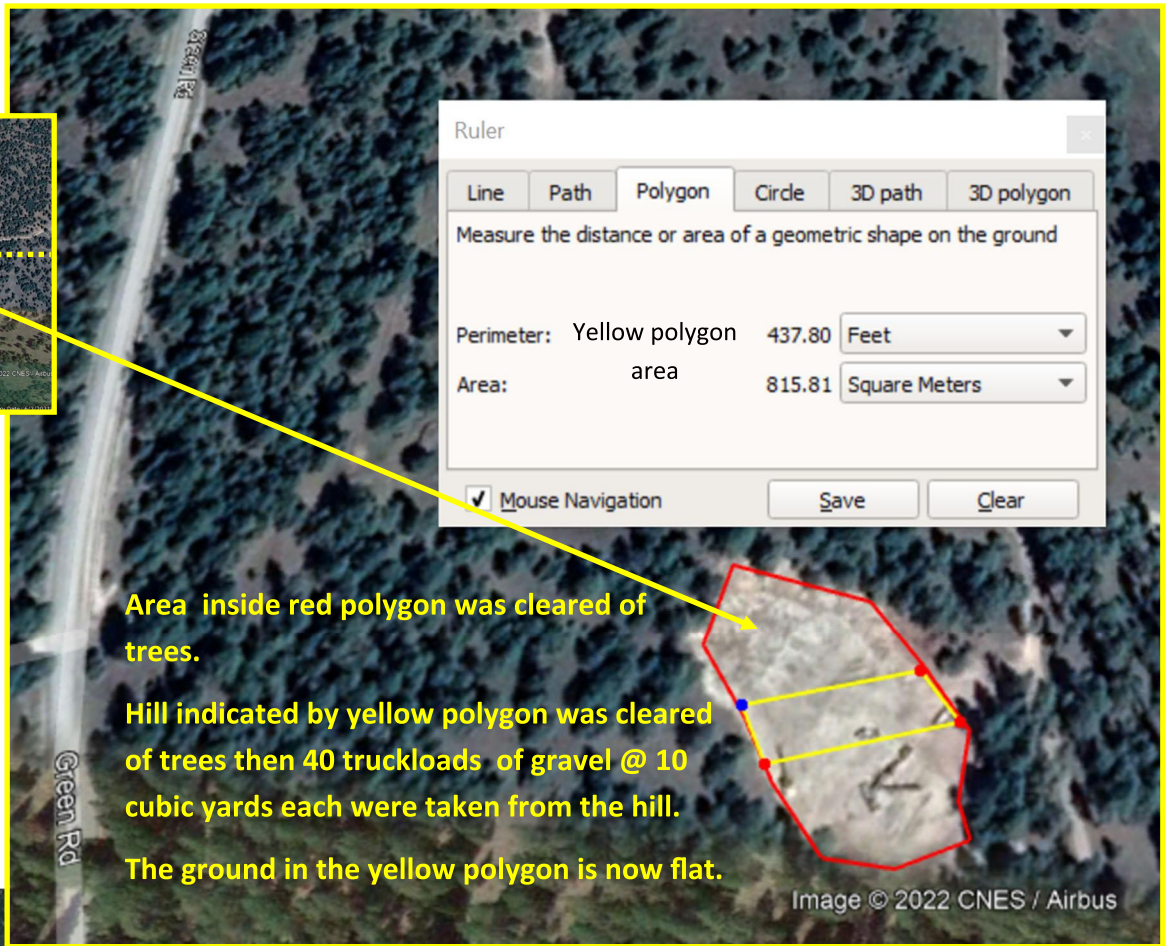 Green Rd
Ruler
Line Path Polygon Circle 3D path 3D polygon
Measure the distance or area of a geometric shape on the ground
Perimeter: Yellow polygon 437.80 Feet
area
Area: 815.81 Square Meters
Mouse Navigation Save Clear
Area inside red polygon was cleared of
trees.
Hill indicated by yellow polygon was cleared
of trees then 40 truckloads of gravel @ 10
cubic yards each were taken from the hill.
The ground in the yellow polygon is now flat.
Green Rd
Image © 2022 CNES / Airbus